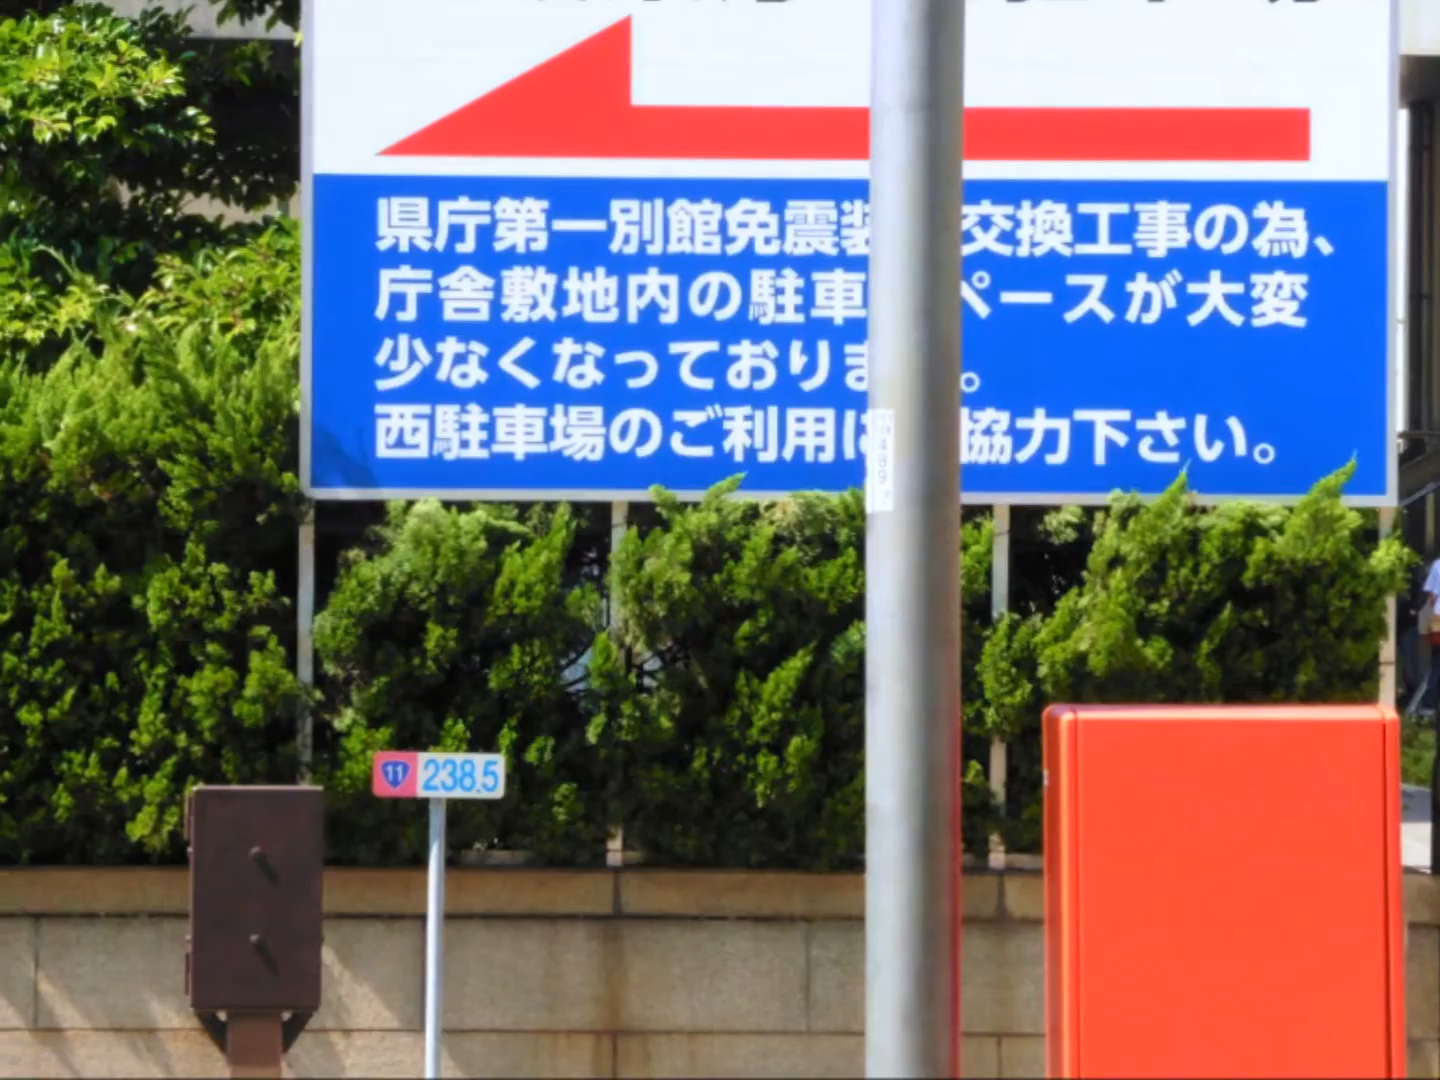 県庁第一別館免震装 交換工事の為、
庁舎敷地内の駐車 ペースが大変
少なくなっておりま 。
西駐車場のご利用に 協力下さい。
11 238.5